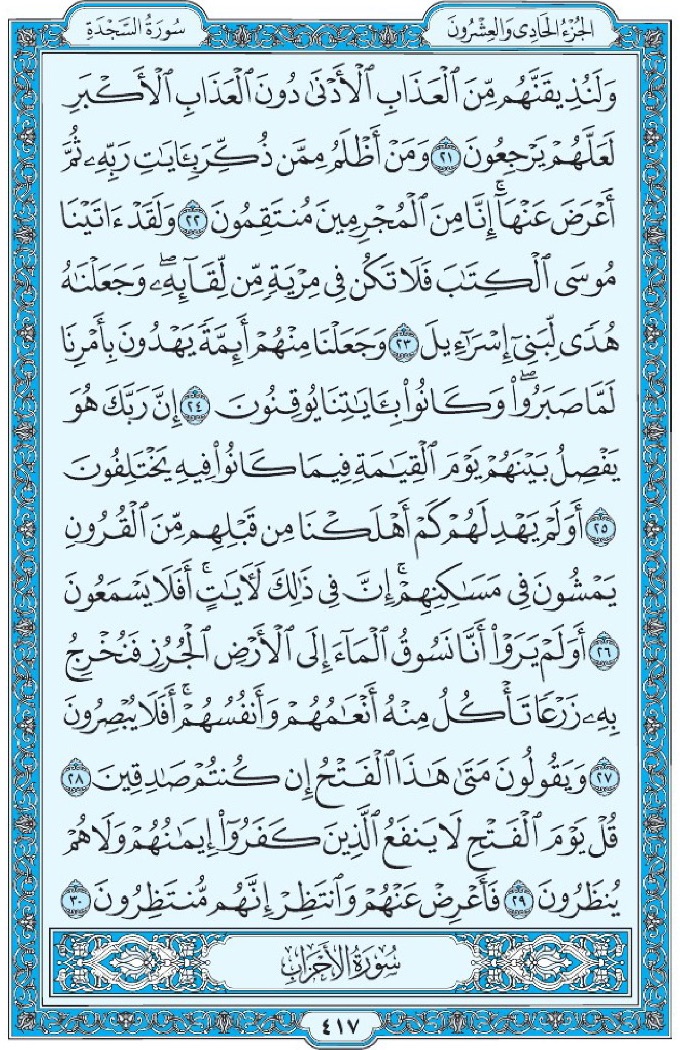 الجُزْءُ الحَادِي وَالعِشْرُونَ
سُورَةُ السَّجْدَةِ
وَلَنُذِيقَنَّهُم مِّنَ ٱلْعَذَابِ ٱلْأَدْنَىٰ دُونَ ٱلْعَذَابِ ٱلْأَكْبَرِ
لَعَلَّهُمْ يَرْجِعُونَ ٢١ وَمَنْ أَظْلَمُ مِمَّن ذُكِّرَ بِـَٔايَٰتِ رَبِّهِۦ ثُمَّ
أَعْرَضَ عَنْهَآ ۚ إِنَّا مِنَ ٱلْمُجْرِمِينَ مُنتَقِمُونَ ٢٢ وَلَقَدْ ءَاتَيْنَا
مُوسَى ٱلْكِتَٰبَ فَلَا تَكُن فِى مِرْيَةٍ مِّن لِّقَآئِهِۦ ۖ وَجَعَلْنَٰهُ
هُدًى لِّبَنِىٓ إِسْرَٰٓءِيلَ ٢٣ وَجَعَلْنَا مِنْهُمْ أَئِمَّةً يَهْدُونَ بِأَمْرِنَا
لَمَّا صَبَرُوا۟ ۖ وَكَانُوا۟ بِـَٔايَٰتِنَا يُوقِنُونَ ٢٤ إِنَّ رَبَّكَ هُوَ
يَفْصِلُ بَيْنَهُمْ يَوْمَ ٱلْقِيَٰمَةِ فِيمَا كَانُوا۟ فِيهِ يَخْتَلِفُونَ
٢٥ أَوَلَمْ يَهْدِ لَهُمْ كَمْ أَهْلَكْنَا مِن قَبْلِهِم مِّنَ ٱلْقُرُونِ
يَمْشُونَ فِى مَسَٰكِنِهِمْ ۚ إِنَّ فِى ذَٰلِكَ لَءَايَٰتٍ ۚ أَفَلَا يَسْمَعُونَ
٢٦ أَوَلَمْ يَرَوْا۟ أَنَّا نَسُوقُ ٱلْمَآءَ إِلَى ٱلْأَرْضِ ٱلْجُرُزِ فَنُخْرِجُ
بِهِۦ زَرْعًا تَأْكُلُ مِنْهُ أَنْعَٰمُهُمْ وَأَنفُسُهُمْ ۚ أَفَلَا يُبْصِرُونَ
٢٧ وَيَقُولُونَ مَتَىٰ هَٰذَا ٱلْفَتْحُ إِن كُنتُمْ صَٰدِقِينَ ٢٨
قُلْ يَوْمَ ٱلْفَتْحِ لَا يَنفَعُ ٱلَّذِينَ كَفَرُوٓا۟ إِيمَٰنُهُمْ وَلَا هُمْ
يُنظَرُونَ ٢٩ فَأَعْرِضْ عَنْهُمْ وَٱنتَظِرْ إِنَّهُم مُّنتَظِرُونَ ٣٠
سُورَةُ الأَحْزَابِ
٤١٧